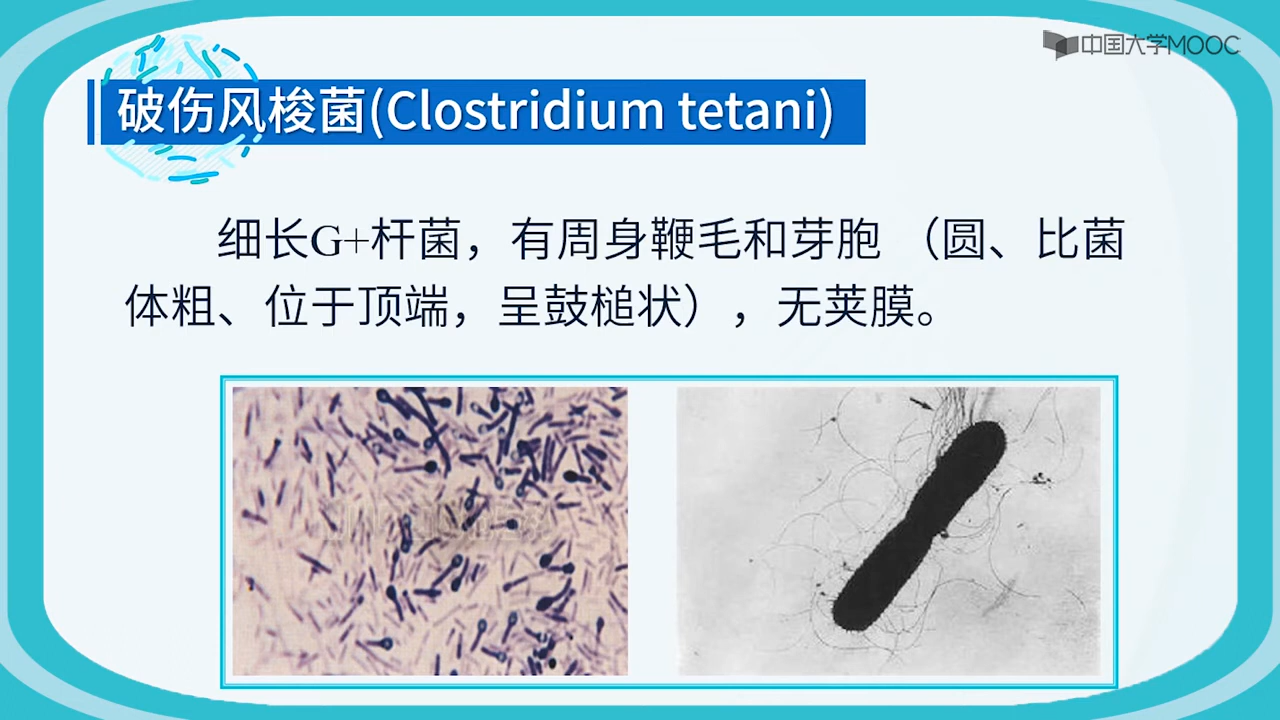 中国大学MOOC
破伤风梭菌(Clostridium tetani)
细长G+杆菌，有周身鞭毛和芽胞 （圆、比菌
体粗、位于顶端，呈鼓槌状），无荚膜。